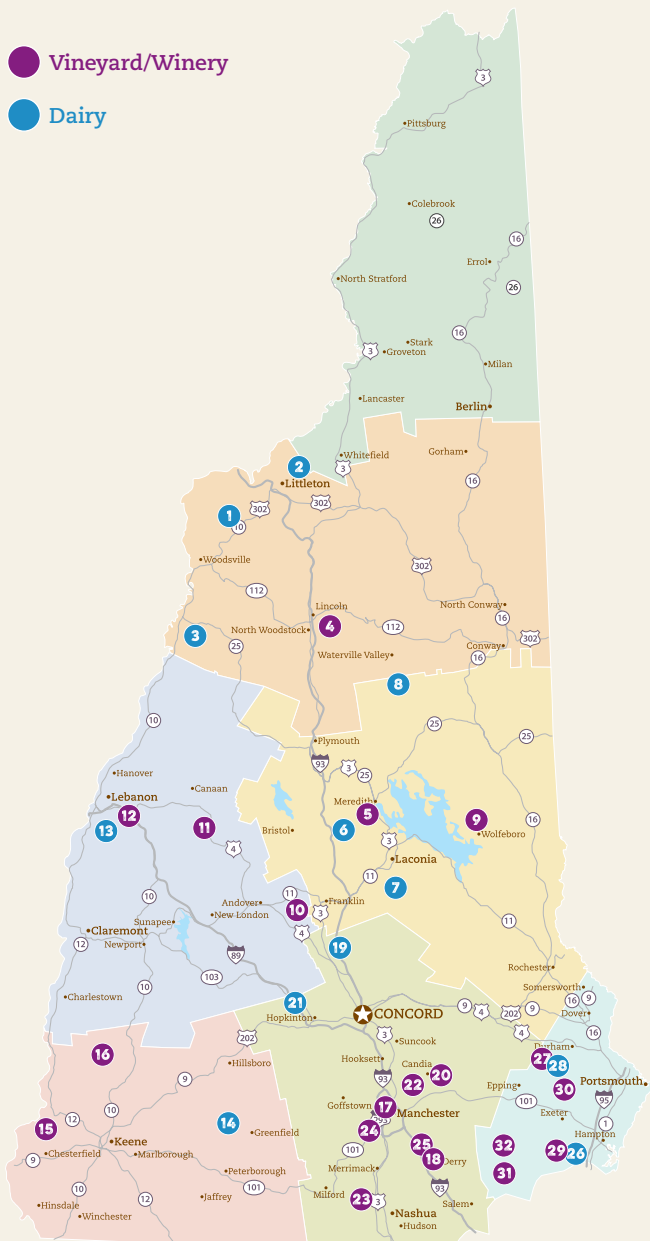 Vineyard/Winery
Dairy
3
Pittsburg
Colebrook
26
16
Errol
North Stratford
26
16
Stark
3
Groveton
Milan
Lancaster
Berlin
Whitefield
Gorham
2
3
Littleton
16
302
302
1
10
Woodsville
302
112
Lincoln
North Conway
4
16
3
North Woodstock
112
302
25
Conway
Waterville Valley
16
8
10
25
Plymouth
25
93
3
25
Hanover
Canaan
Lebanon
Meredith
12
5
9
16
13
11
6
Bristol
Wolfeboro
3
4
Laconia
11
7
10
11
Andover
Franklin
10
New London
3
Sunapee
11
Claremont
4
12
Newport
19
89
Rochester
103
10
Somersworth
Charlestown
21
16
9
9
4
202
9
Dover
Hopkinton
CONCORD
202
3
4
16
Suncook
Durham
16
Hooksett
27
Hillsboro
Candia
28
9
93
22
20
Epping
30
Portsmouth
Goffstown
17
101
95
10
Manchester
12
293
Exeter
14
1
15
24
Greenfield
Hampton
Keene
25
32
101
29
26
Chesterfield
Marlborough
18
Derry
9
Merrimack
Peterborough
31
10
101
Milford
93
12
Jaffrey
23
3
Hinsdale
Salem
Winchester
Nashua
Hudson